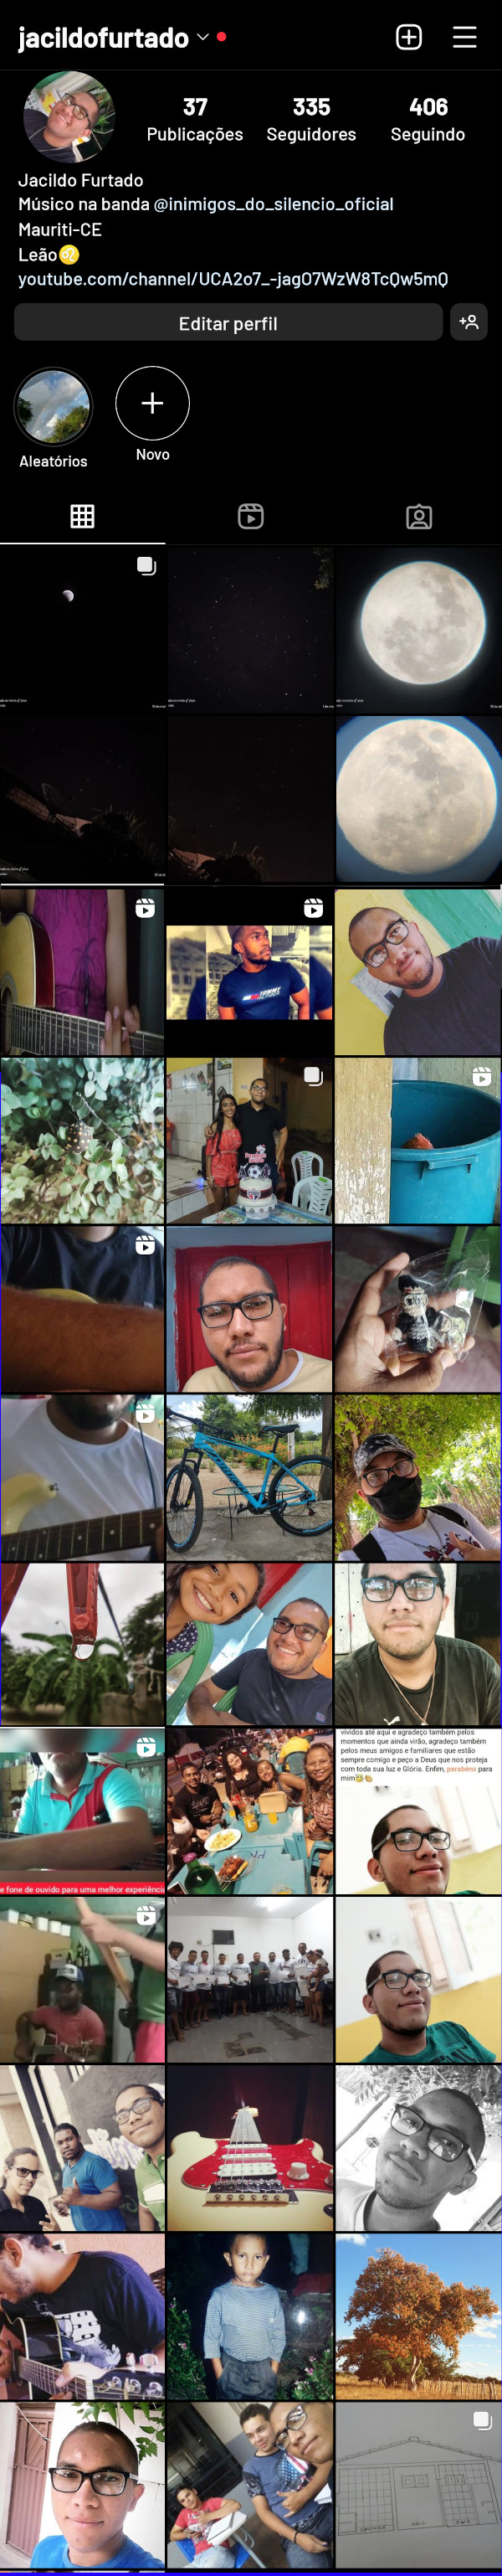 jacildofurtado
37
335
406
Publicações
Seguidores
Seguindo
Jacildo Furtado
Músico na banda @inimigos_do_silencio_oficial
Mauriti-CE
Leão♌
youtube.com/channel/UCA2o7_-jagO7WzW8TcQw5mQ
Editar perfil
Aleatórios
Novo
TOMMY
vividos até aqui e agradeço também pelos
momentos que ainda virão, agradeço também
pelos meus amigos e familiares que estão
sempre comigo e peço a Deus que nos proteja
com toda sua luz e Glória. Enfim, parabéns para
mim
e fone de ouvido para uma melhor experiência